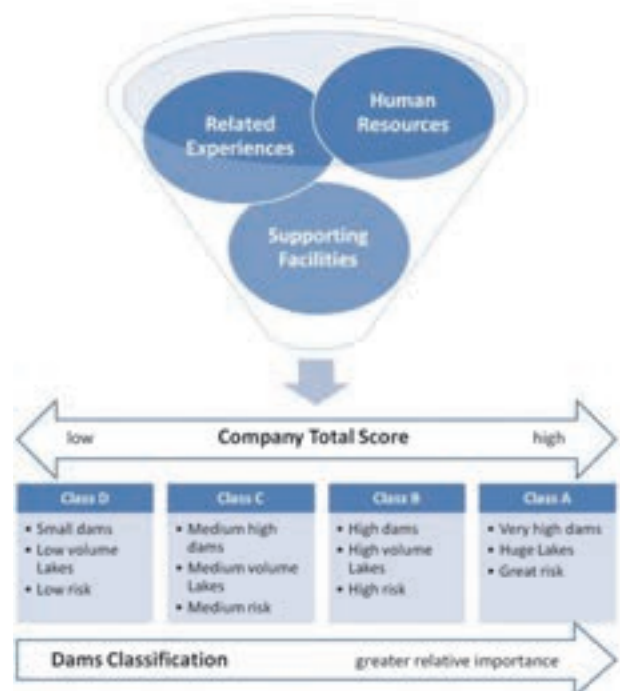 Related
Experiences
Human
Resources
Supporting
Facilities
low
Company Total Score
high
Class D
• Small dams
• Low volume
Lakes
• Low risk
Class C
• Medium high
dams
• Medium volume
Lakes
• Medium risk
Class B
• High dams
• High volume
Lakes
• High risk
Class A
• Very high dams
• Huge Lakes
• Great risk
Dams Classification
greater relative importance